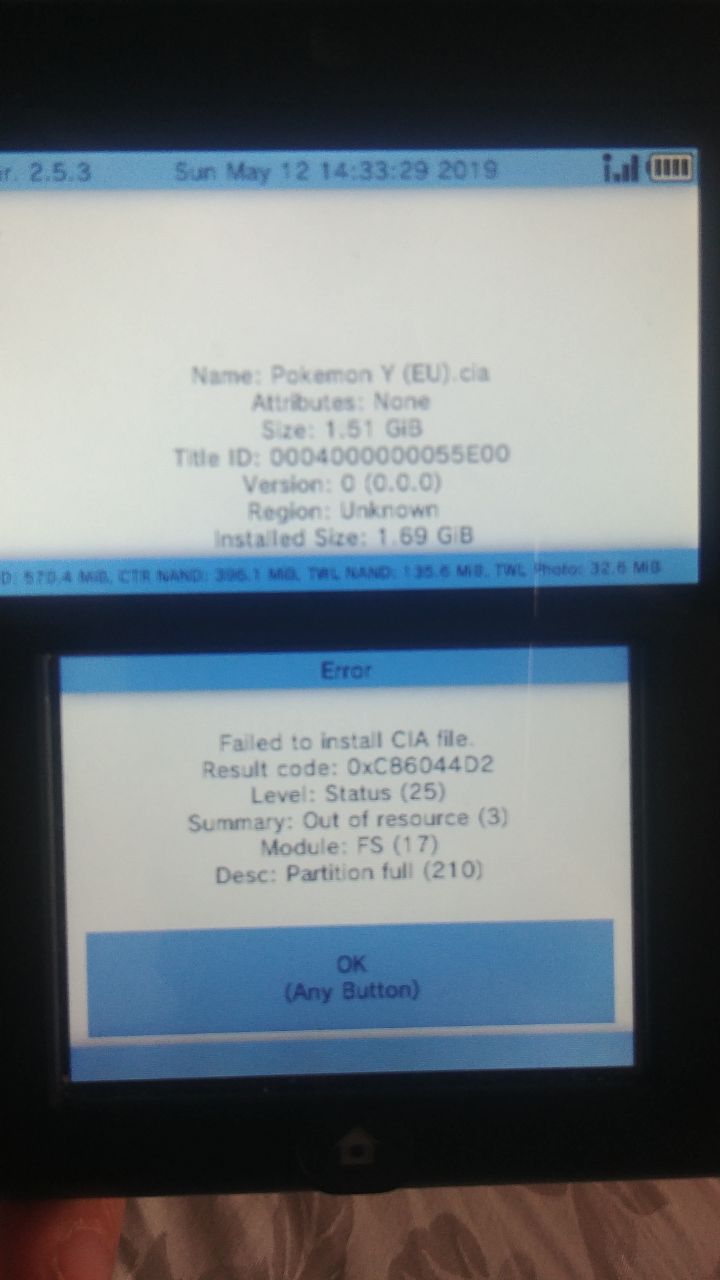 2.5.3 Sun May 12 14:33:29 2019
Name: Pokemon Y (EU).cia
Attributes: None
Size: 1.51 GiB
Title ID: 0004000000055E00
Version: 0 (0.0.0)
Region: Unknown
Installed Size: 1.69 GiB
570.4 MiB, CTR NAND: 396.1 MiB, TWL NAND: 135.6 MiB, TWL Photo: 32.6 MiB
Error
Failed to install CIA file.
Result code: 0xC86044D2
Level: Status (25)
Summary: Out of resource (3)
Module: FS (17)
Desc: Partition full (210)
OK
(Any Button)